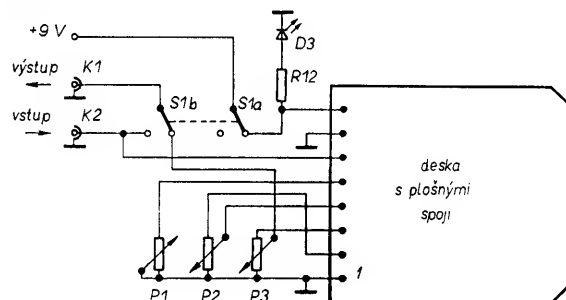 +9 V
D3
výstup
K1
R12
S1b
S1a
vstup
K2
deska
s plošnými
spoji
1
P1
P2
P3